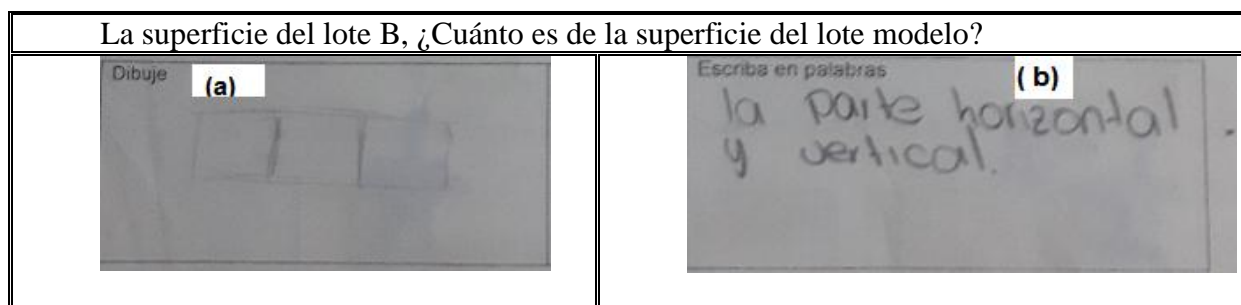 La superficie del lote B, ¿Cuánto es de la superficie del lote modelo?
Dibuje
(a)
Escriba en palabras
(b)
la parte horizontal
y vertical.